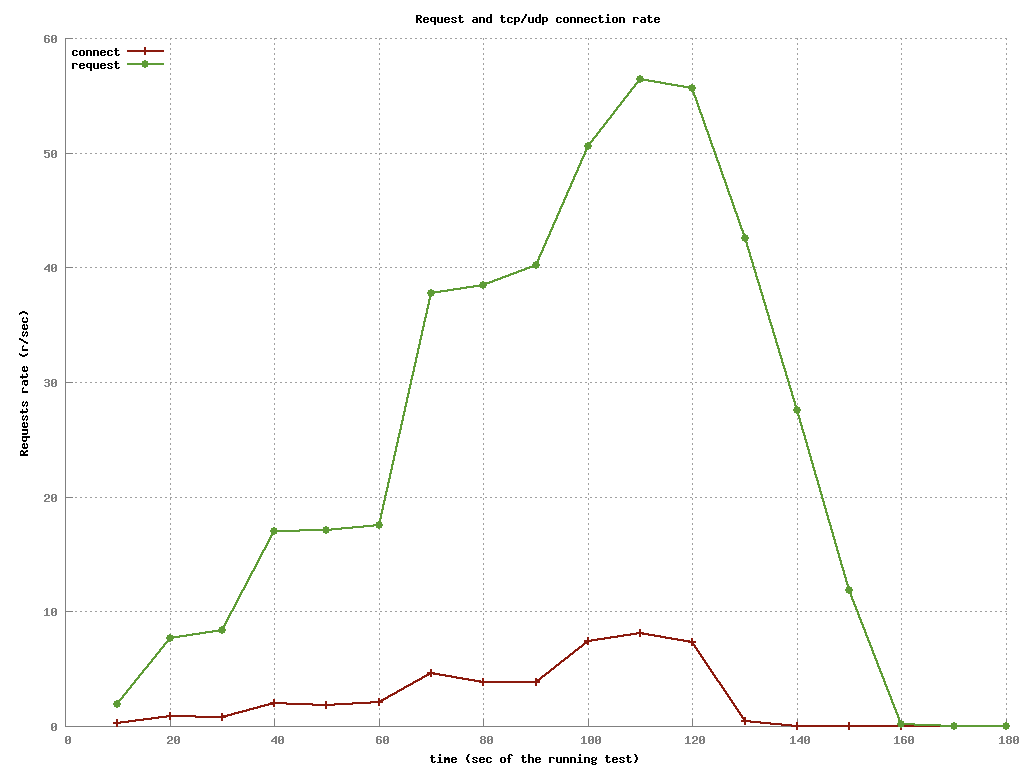 Request and tcp/udp connection rate
60
connect
request
50
40
30
20
10
0
Requests rate (r/sec)
0 20 40 60 80 100 120 140 160 180
time (sec of the running test)